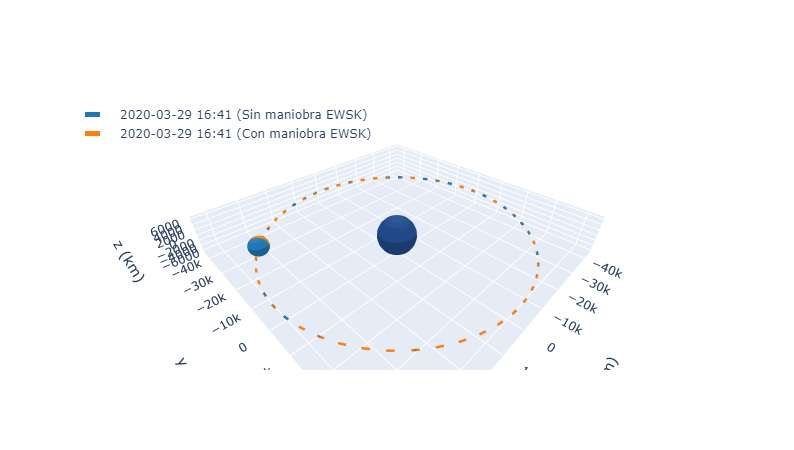 2020-03-29 16:41 (Sin maniobra EWSK)
2020-03-29 16:41 (Con maniobra EWSK)
6000
4000
2000
0
−2000
−4000
−6000
z (km)
−40k
−30k
−20k
−10k
0
y
−40k
−30k
−20k
−10k
0
m)